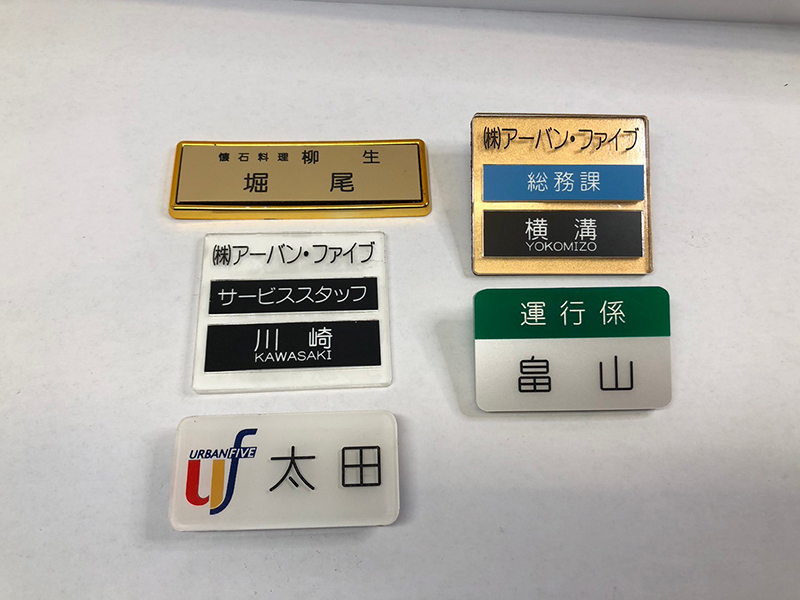 懐石料理 柳 生
堀 尾
㈱アーバン・ファイブ
総務課
横 溝
YOKOMIZO
㈱アーバン・ファイブ
サービススタッフ
川 崎
KAWASAKI
運行係
畠 山
URBAN FIVE
uf
太 田